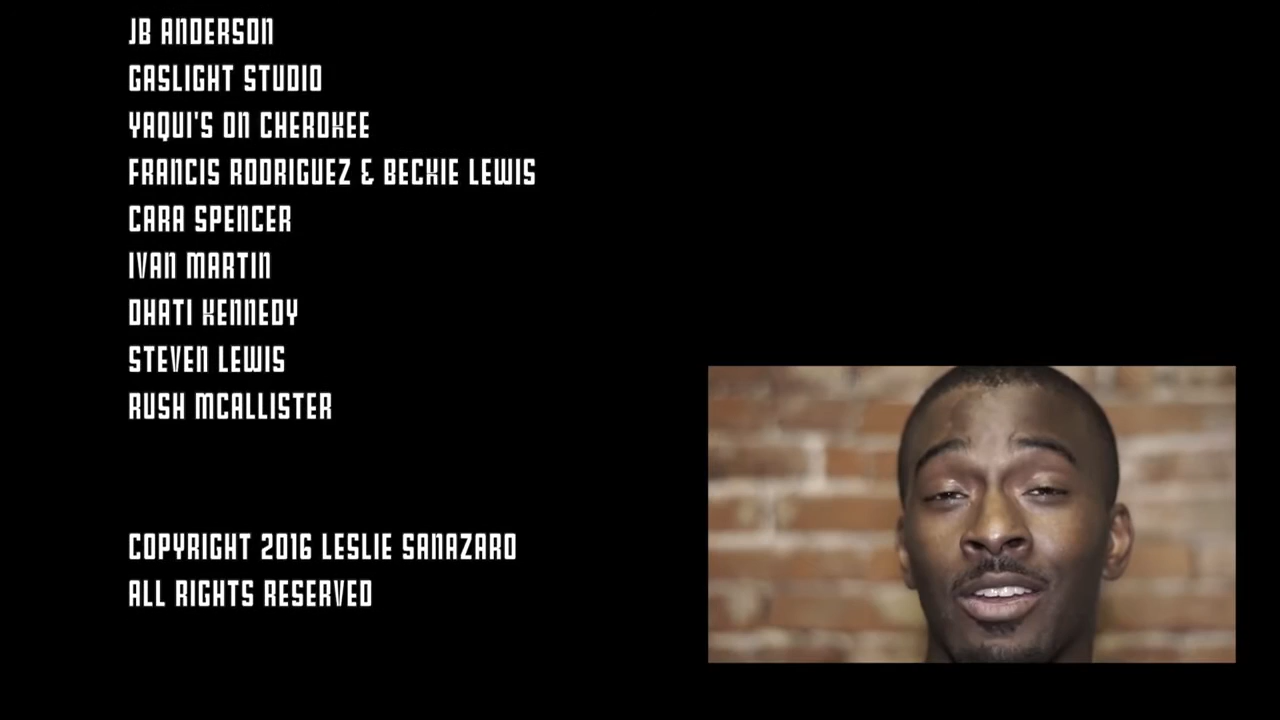 JB ANDERSON
GASLIGHT STUDIO
YAQUI'S ON CHEROKEE
FRANCIS RODRIGUEZ & BECKIE LEWIS
CARA SPENCER
IVAN MARTIN
DHATI KENNEDY
STEVEN LEWIS
RUSH MCALLISTER
COPYRIGHT 2016 LESLIE SANAZARO
ALL RIGHTS RESERVED